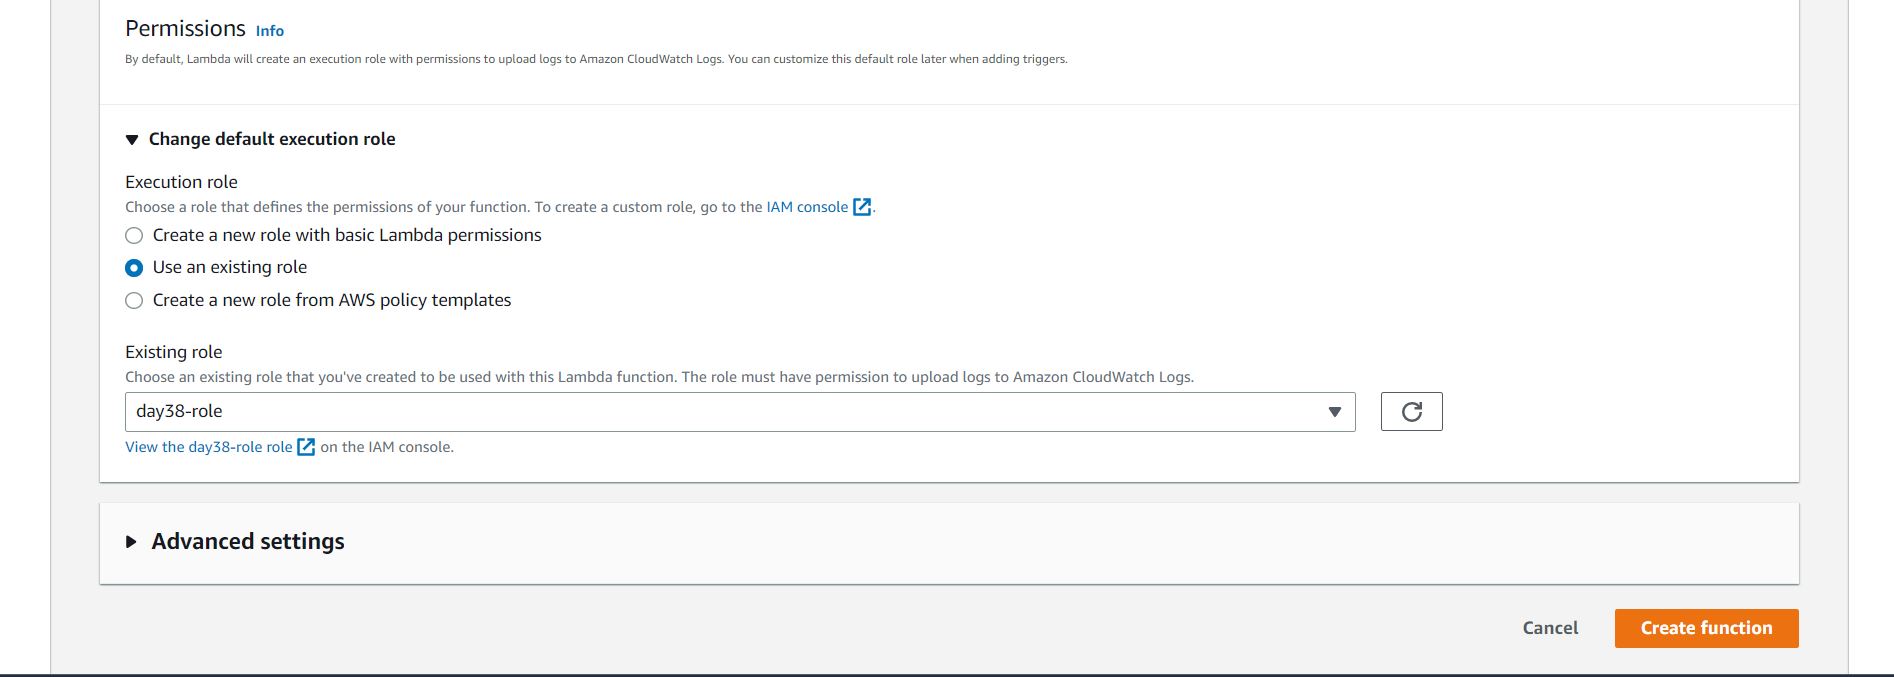 Permissions Info
By default, Lambda will create an execution role with permissions to upload logs to Amazon CloudWatch Logs. You can customize this default role later when adding triggers.
Change default execution role
Execution role
Choose a role that defines the permissions of your function. To create a custom role, go to the IAM console.
Create a new role with basic Lambda permissions
Use an existing role
Create a new role from AWS policy templates
Existing role
Choose an existing role that you've created to be used with this Lambda function. The role must have permission to upload logs to Amazon CloudWatch Logs.
day38-role
View the day38-role role on the IAM console.
Advanced settings
Cancel Create function